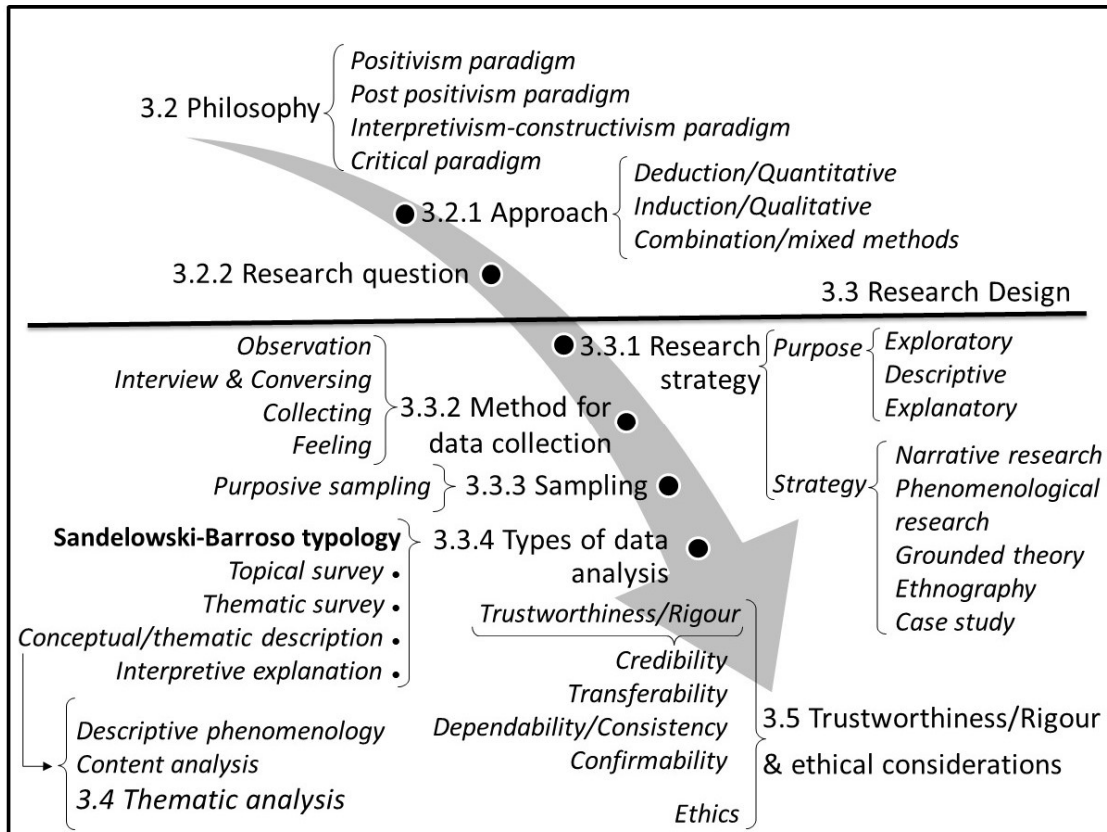 3.2 Philosophy
Positivism paradigm
Post positivism paradigm
Interpretivism-constructivism paradigm
Critical paradigm
3.2.1 Approach
Deduction/Quantitative
Induction/Qualitative
Combination/mixed methods
3.2.2 Research question
3.3 Research Design
3.3.1 Research
strategy
Purpose
Exploratory
Descriptive
Explanatory
Strategy
Narrative research
Phenomenological
research
Grounded theory
Ethnography
Case study
Observation
Interview & Conversing
Collecting
Feeling
3.3.2 Method for
data collection
Purposive sampling
3.3.3 Sampling
Sandelowski-Barroso typology
Topical survey •
Thematic survey •
Conceptual/thematic description •
Interpretive explanation •
3.3.4 Types of data
analysis
Descriptive phenomenology
Content analysis
3.4 Thematic analysis
Trustworthiness/Rigour
Credibility
Transferability
Dependability/Consistency
Confirmability
Ethics
3.5 Trustworthiness/Rigour
& ethical considerations